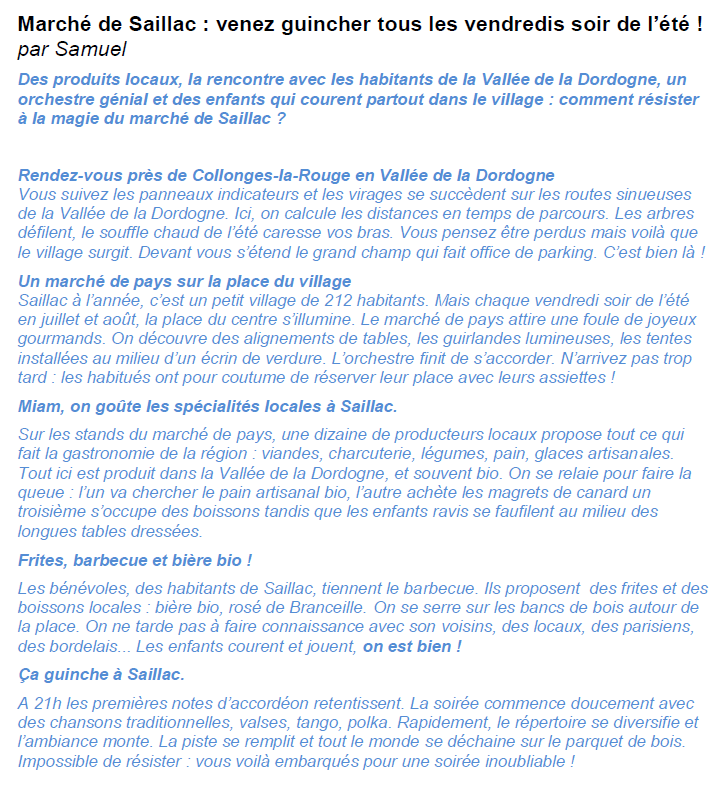 Marché de Saillac : venez guincher tous les vendredis soir de l’été !
par Samuel
Des produits locaux, la rencontre avec les habitants de la Vallée de la Dordogne, un
orchestre génial et des enfants qui courent partout dans le village : comment résister
à la magie du marché de Saillac ?
Rendez-vous près de Collonges-la-Rouge en Vallée de la Dordogne
Vous suivez les panneaux indicateurs et les virages se succèdent sur les routes sinueuses
de la Vallée de la Dordogne. Ici, on calcule les distances en temps de parcours. Les arbres
défilent, le souffle chaud de l’été caresse vos bras. Vous pensez être perdus mais voilà que
le village surgit. Devant vous s’étend le grand champ qui fait office de parking. C’est bien là !
Un marché de pays sur la place du village
Saillac à l’année, c’est un petit village de 212 habitants. Mais chaque vendredi soir de l’été
en juillet et août, la place du centre s’illumine. Le marché de pays attire une foule de joyeux
gourmands. On découvre des alignements de tables, les guirlandes lumineuses, les tentes
installées au milieu d’un écrin de verdure. L’orchestre finit de s’accorder. N’arrivez pas trop
tard : les habitués ont pour coutume de réserver leur place avec leurs assiettes !
Miam, on goûte les spécialités locales à Saillac.
Sur les stands du marché de pays, une dizaine de producteurs locaux propose tout ce qui
fait la gastronomie de la région : viandes, charcuterie, légumes, pain, glaces artisanales.
Tout ici est produit dans la Vallée de la Dordogne, et souvent bio. On se relaie pour faire la
queue : l’un va chercher le pain artisanal bio, l’autre achète les magrets de canard un
troisième s’occupe des boissons tandis que les enfants ravis se faufilent au milieu des
longues tables dressées.
Frites, barbecue et bière bio !
Les bénévoles, des habitants de Saillac, tiennent le barbecue. Ils proposent  des frites et des
boissons locales : bière bio, rosé de Branceille. On se serre sur les bancs de bois autour de
la place. On ne tarde pas à faire connaissance avec son voisins, des locaux, des parisiens,
des bordelais... Les enfants courent et jouent, on est bien !
Ça guinche à Saillac.
A 21h les premières notes d’accordéon retentissent. La soirée commence doucement avec
des chansons traditionnelles, valses, tango, polka. Rapidement, le répertoire se diversifie et
l’ambiance monte. La piste se remplit et tout le monde se déchaine sur le parquet de bois.
Impossible de résister : vous voilà embarqués pour une soirée inoubliable !